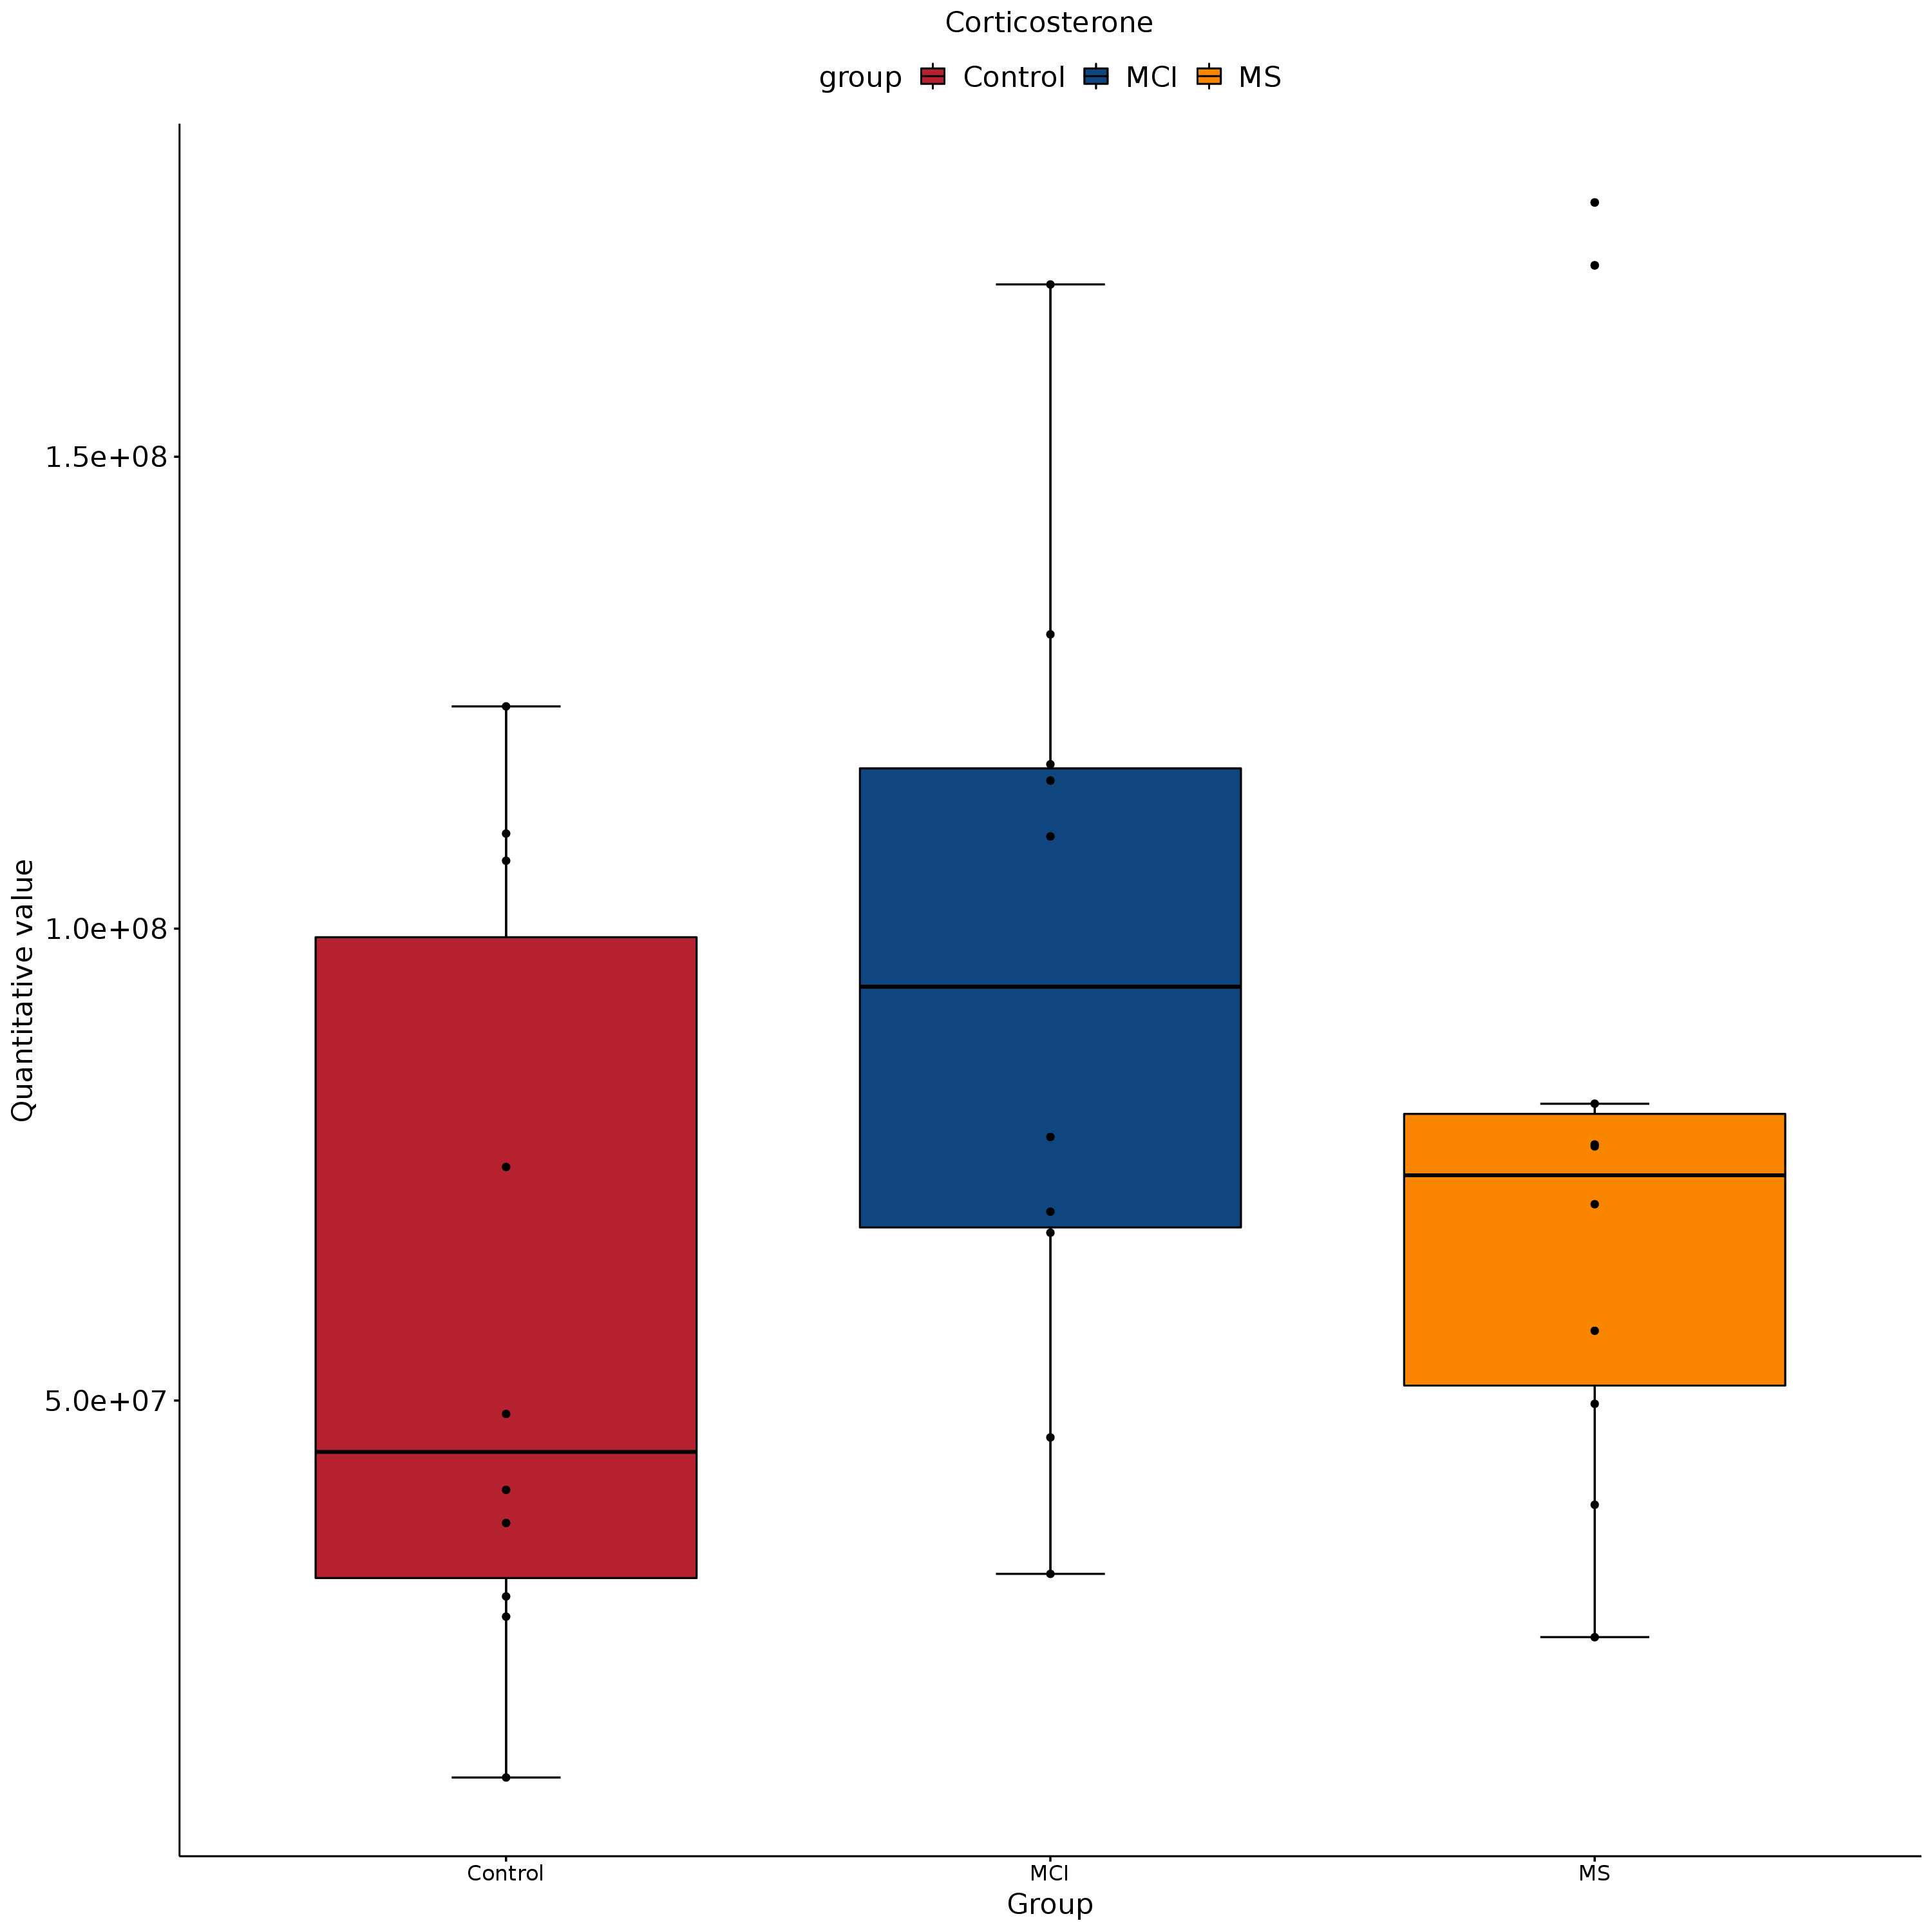 Corticosterone
group Control MCI MS
Quantitative value
1.5e+08
1.0e+08
5.0e+07
Control MCI MS
Group